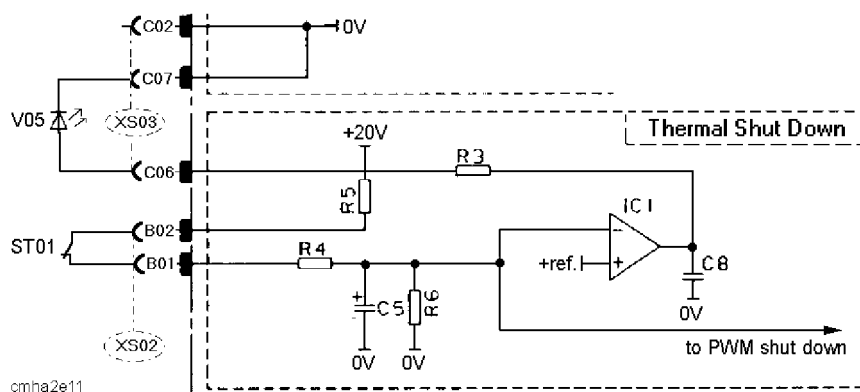 C02
0V
C07
V05
XS03
+20V
Thermal Shut Down
C06
R3
R5
IC1
B02
ST01
R4
-
B01
+ref.
+
C8
+
C5
R6
0V
0V
0V
to PWM shut down
XS02
cmha2e11